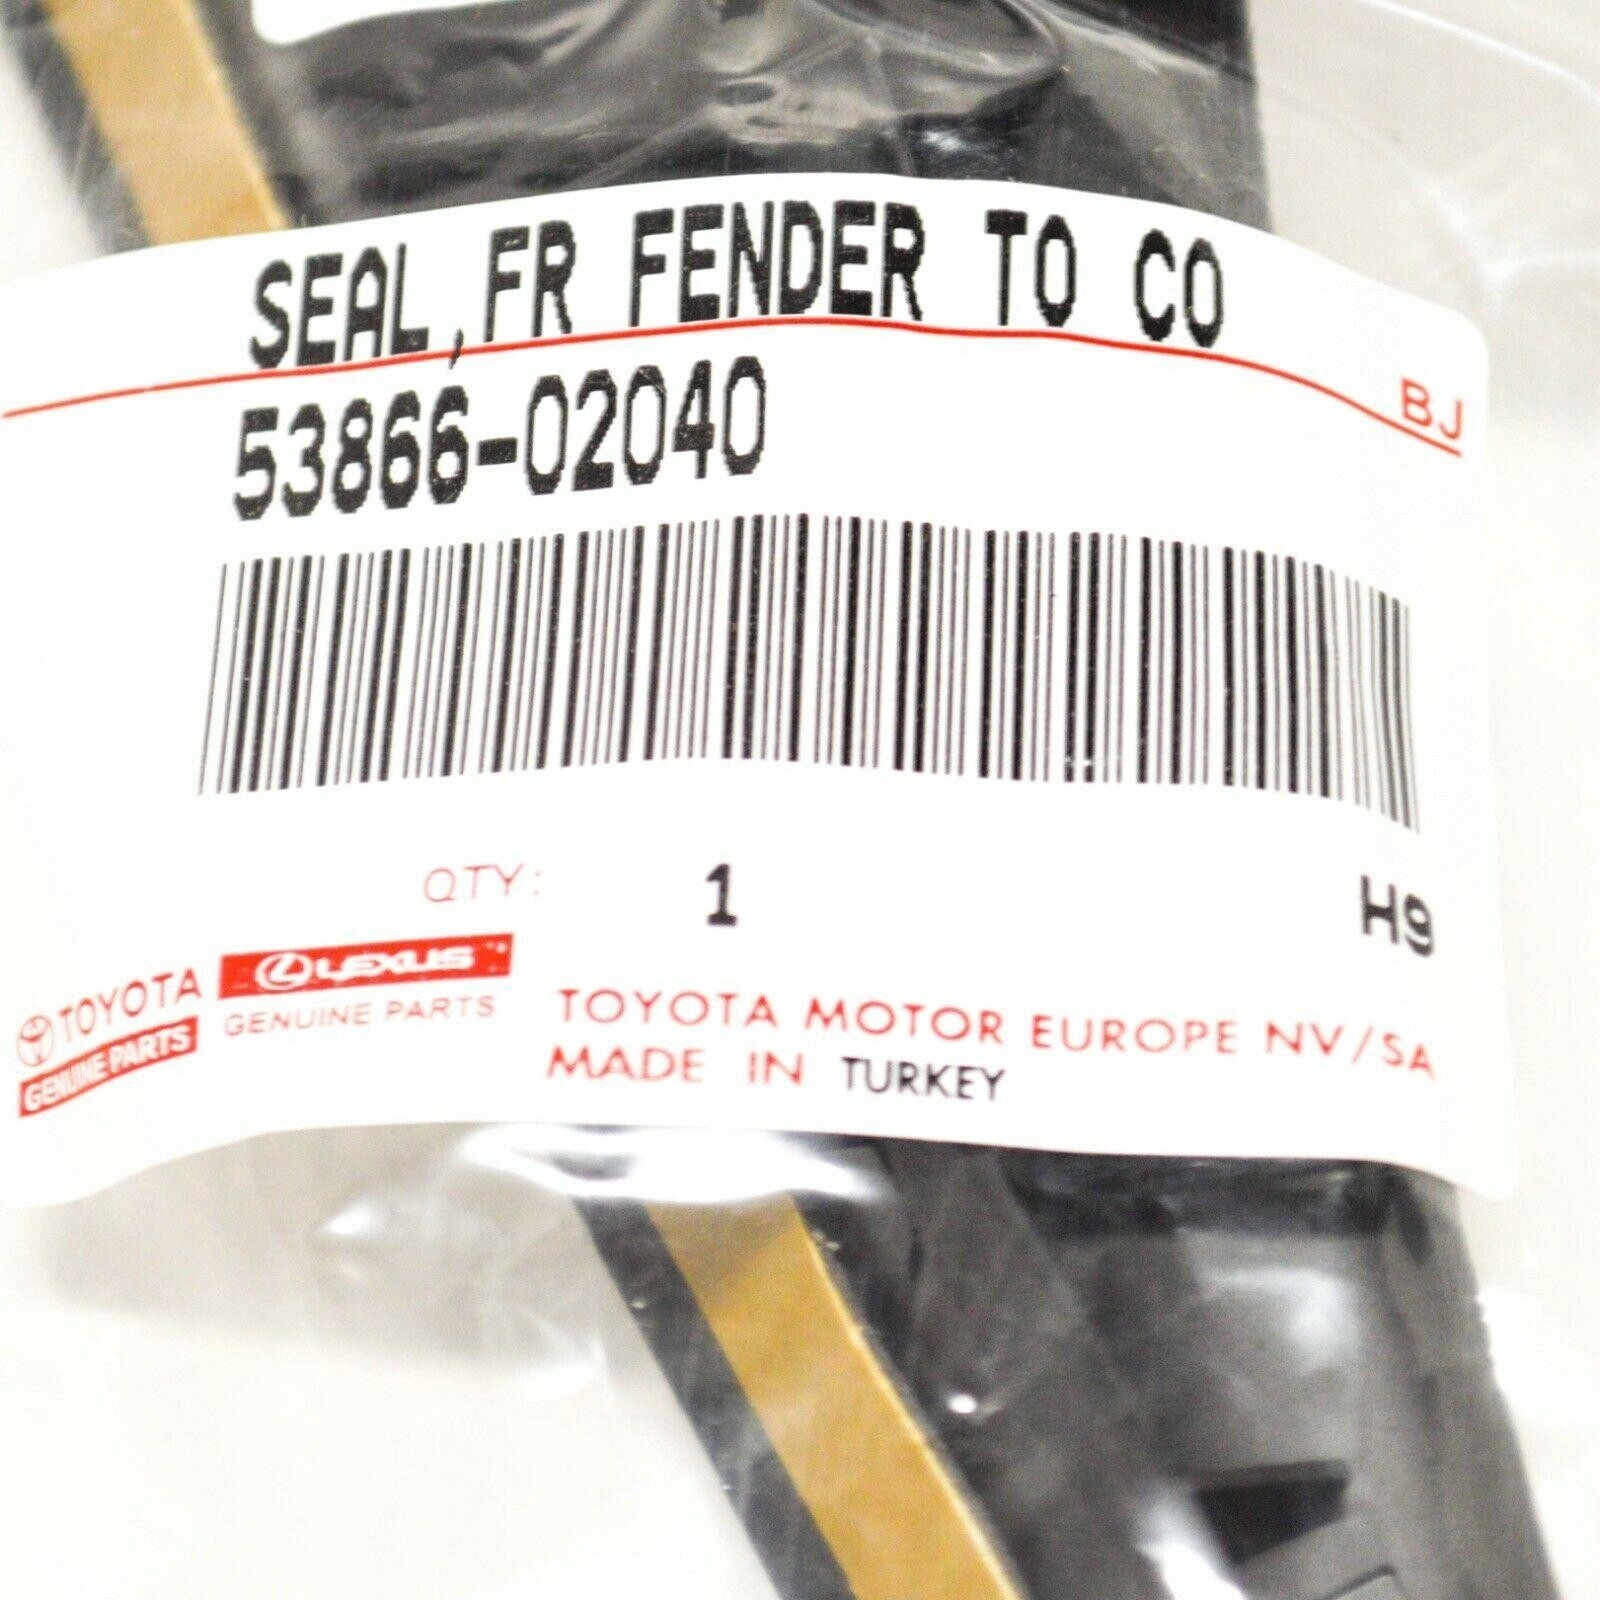 SEAL,FR FENDER TO CO
BJ
53866-02040
QTY: 1 H9
TOYOTA
GENUINE PARTS
LEXUS
GENUINE PARTS
TOYOTA MOTOR EUROPE NV/SA
MADE IN TURKEY